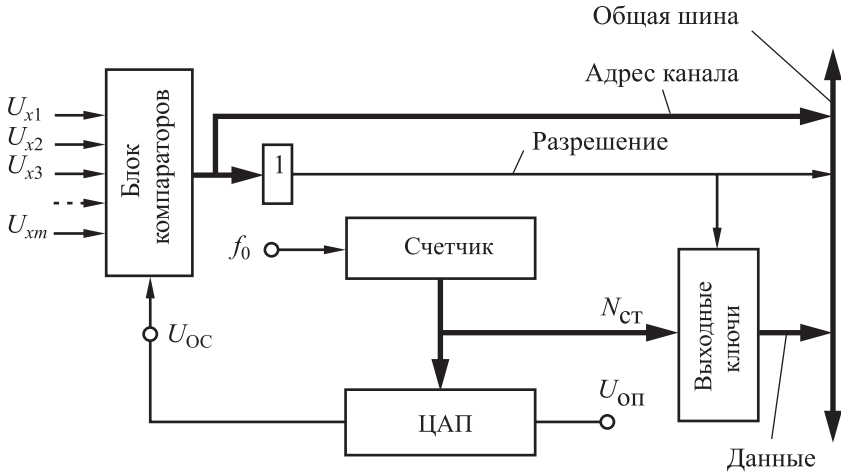 Общая шина
Адрес канала
Разрешение
Ux1
Ux2
Ux3
Uxm
Блок
компараторов
1
f0
Счетчик
Nст
Выходные
ключи
UОС
ЦАП
Uоп
Данные